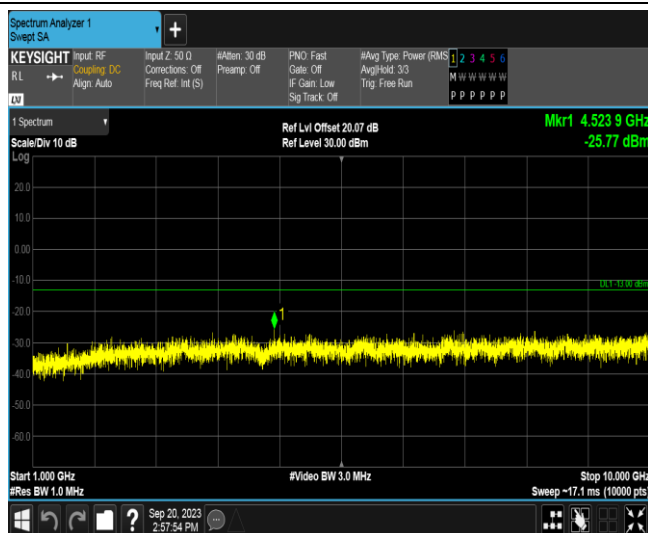 Spectrum Analyzer 1
Swept SA
KEYSIGHT
RL
LXI
Input: RF
Coupling: DC
Align: Auto
Input Z: 50 Ω
Corrections: Off
Freq Ref: Int (S)
#Atten: 30 dB
Preamp: Off
PNO: Fast
Gate: Off
IF Gain: Low
Sig Track: Off
#Avg Type: Power (RMS
Avg|Hold: 3/3
Trig: Free Run
1 2 3 4 5 6
M W W W W W
P P P P P P
1 Spectrum
Scale/Div 10 dB
Log
Ref Lvl Offset 20.07 dB
Ref Level 30.00 dBm
Mkr1 4.523 9 GHz
-25.77 dBm
20.0
10.0
0.00
-10.0
DL1 -13.00 dBm
-20.0
1
-30.0
-40.0
-50.0
-60.0
Start 1.000 GHz
#Video BW 3.0 MHz
Stop 10.000 GHz
#Res BW 1.0 MHz
Sweep ~17.1 ms (10000 pts)
?
Sep 20, 2023
2:57:54 PM